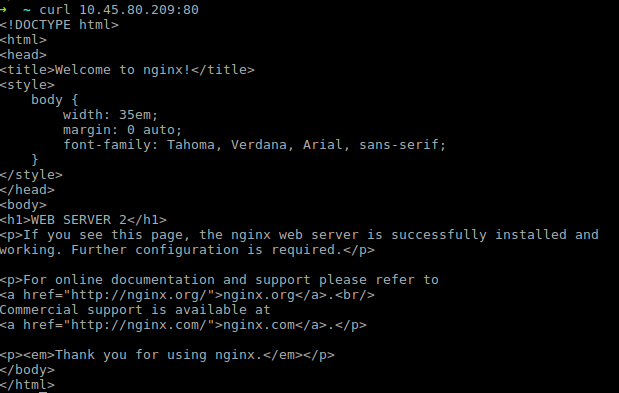 →  ~ curl 10.45.80.209:80
<!DOCTYPE html>
<html>
<head>
<title>Welcome to nginx!</title>
<style>
    body {
        width: 35em;
        margin: 0 auto;
        font-family: Tahoma, Verdana, Arial, sans-serif;
    }
</style>
</head>
<body>
<h1>WEB SERVER 2</h1>
<p>If you see this page, the nginx web server is successfully installed and
working. Further configuration is required.</p>

<p>For online documentation and support please refer to
<a href="http://nginx.org/">nginx.org</a>.<br/>
Commercial support is available at
<a href="http://nginx.com/">nginx.com</a>.</p>

<p><em>Thank you for using nginx.</em></p>
</body>
</html>